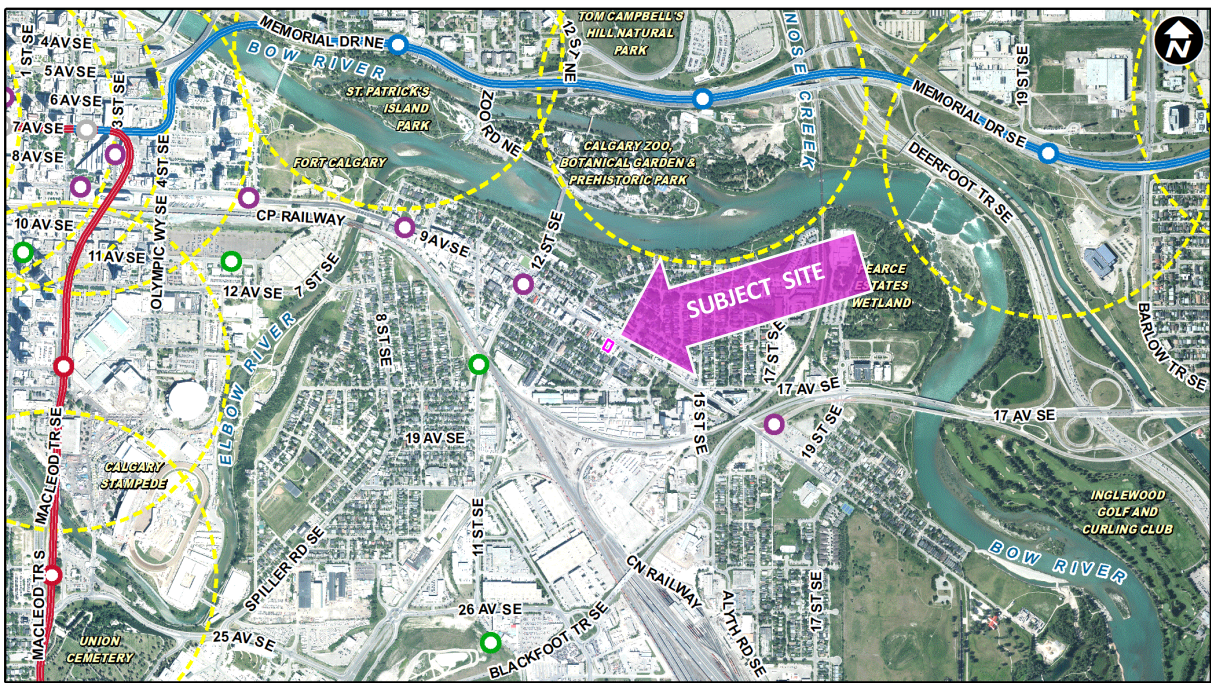 1 ST SE
4 AV SE
5 AV SE
6 AV SE
7 AV SE
8 AV SE
3 ST SE
4 ST SE
MEMORIAL DR NE
BOW RIVER
12 S NE
TOM CAMPBELL'S
HILL NATURAL
PARK
NOSE CREEK
19 ST SE
N
ST. PATRICK'S
ISLAND
PARK
ZOO
RD NE
MEMORIAL DR SE
DEERFOOT TR SE
FORT CALGARY
CALGARY ZOO,
BOTANICAL GARDEN &
PREHISTORIC PARK
CP RAILWAY
9 AV SE
12 ST SE
10 AV SE
11 AV SE
OLYMPIC WY SE
12 AV SE
7 ST SE
SUBJECT SITE
PEARCE
ESTATES
WETLAND
BARLOW TR SE
ELBOW RIVER
8 ST SE
17 ST SE
17 AV SE
17 AV SE
15 ST SE
19 ST SE
19 AV SE
MACLEOD TR SE
CALGARY
STAMPEDE
11 ST SE
INGLEWOOD
GOLF AND
CURLING CLUB
BOW RIVER
SPILLER RD SE
CN RAILWAY
MACLEOD TR S
26 AV SE
25 AV SE
BLACKFOOT TR SE
ALYTH RD SE
17 ST SE
UNION
CEMETERY